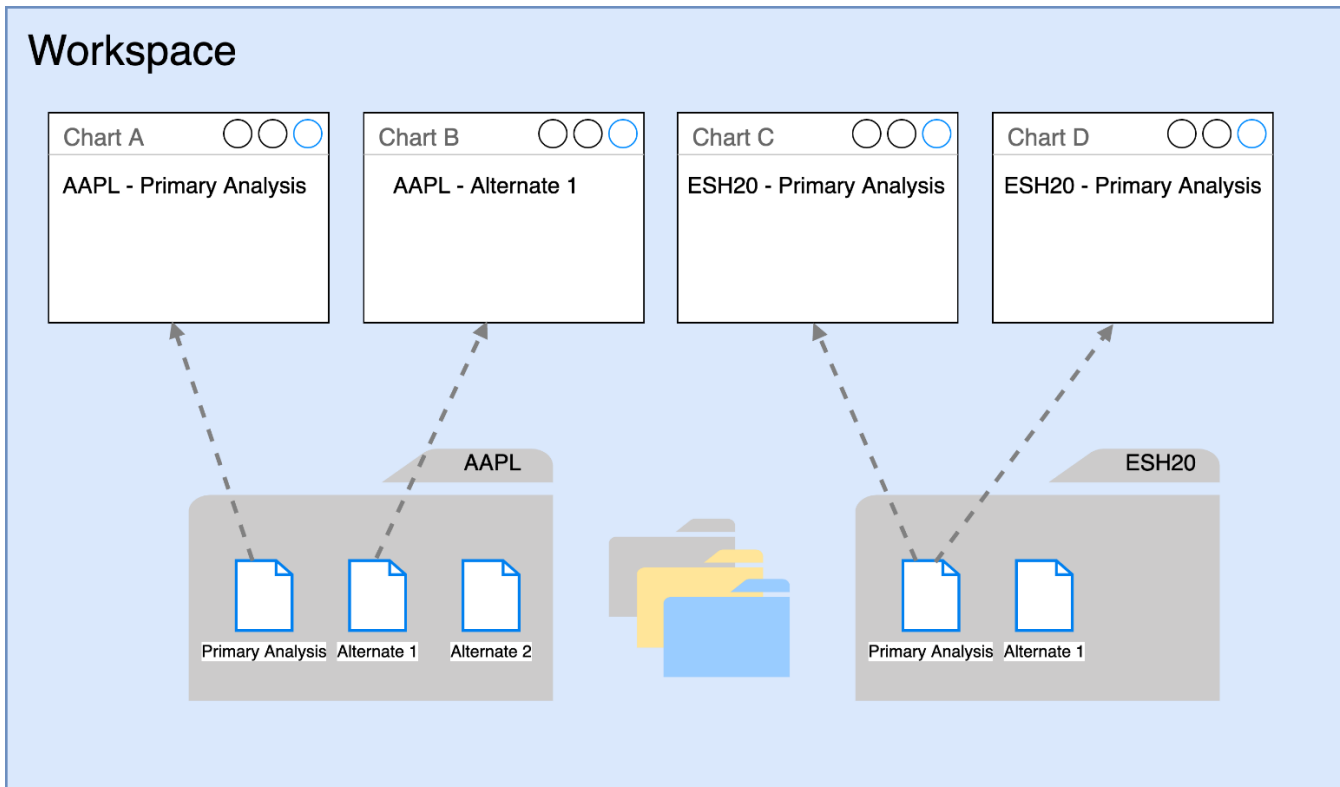 Workspace
Chart A
AAPL - Primary Analysis
Chart B
AAPL - Alternate 1
Chart C
ESH20 - Primary Analysis
Chart D
ESH20 - Primary Analysis
AAPL
Primary Analysis
Alternate 1
Alternate 2
ESH20
Primary Analysis
Alternate 1